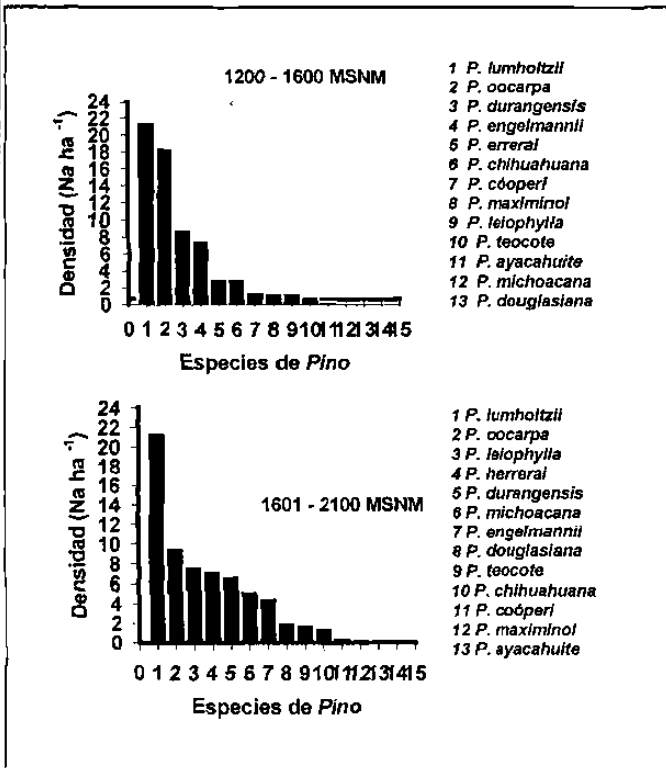 1200 - 1600 MSNM
Densidad (Na ha -1)
24
22
20
18
16
14
12
10
8
6
4
2
0
0 1 2 3 4 5 6 7 8 9 10 11 12 13 14 15
Especies de Pino
1 P. lumholtzii
2 P. oocarpa
3 P. durangensis
4 P. engelmannii
5 P. erreral
6 P. chihuahuana
7 P. cóoperi
8 P. maximinol
9 P. leiophylla
10 P. teocote
11 P. ayacahuite
12 P. michoacana
13 P. douglasiana
1601 - 2100 MSNM
Densidad (Na ha -1)
24
22
20
18
16
14
12
10
8
6
4
2
0
0 1 2 3 4 5 6 7 8 9 10 11 12 13 14 15
Especies de Pino
1 P. lumholtzii
2 P. oocarpa
3 P. leiophylla
4 P. herreral
5 P. durangensis
6 P. michoacana
7 P. engelmannii
8 P. douglasiana
9 P. teocote
10 P. chihuahuana
11 P. coóperi
12 P. maximinol
13 P. ayacahuite